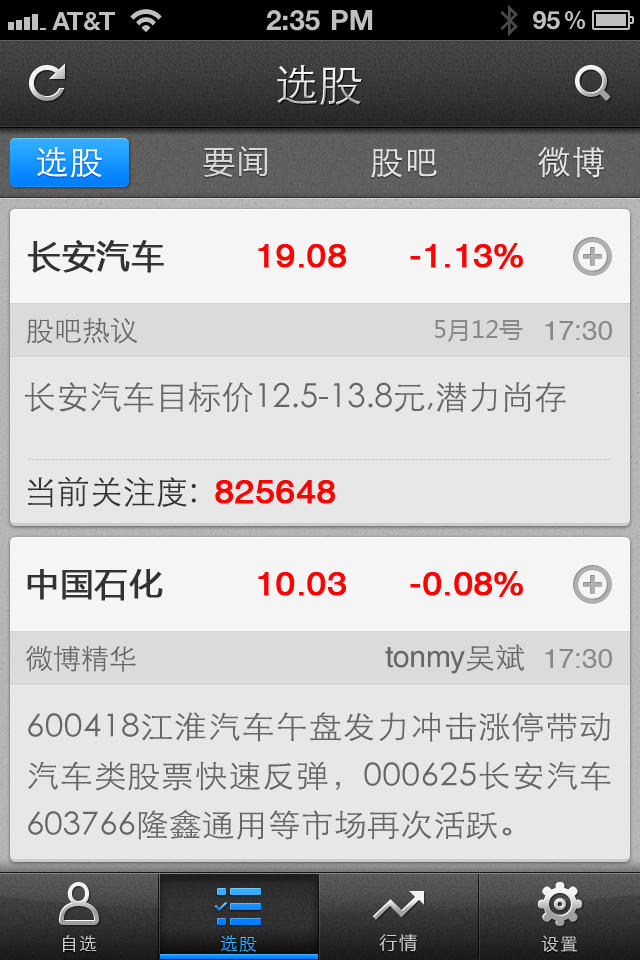 AT&T 2:35 PM 95%
选股
选股 要闻 股吧 微博
长安汽车 19.08 -1.13%
股吧热议 5月12号 17:30
长安汽车目标价12.5-13.8元,潜力尚存
当前关注度：825648
中国石化 10.03 -0.08%
微博精华 tonmy吴斌 17:30
600418江淮汽车午盘发力冲击涨停带动
汽车类股票快速反弹，000625长安汽车
603766隆鑫通用等市场再次活跃。
自选 选股 行情 设置